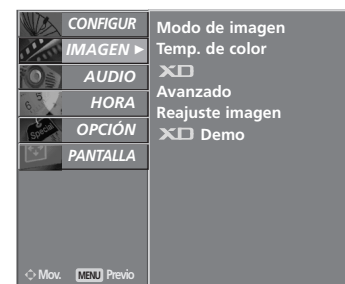 CONFIGUR
IMAGEN ►
AUDIO
HORA
OPCIÓN
PANTALLA
Modo de imagen
Temp. de color
XD
Avanzado
Reajuste imagen
XD Demo
Mov. MENU Previo